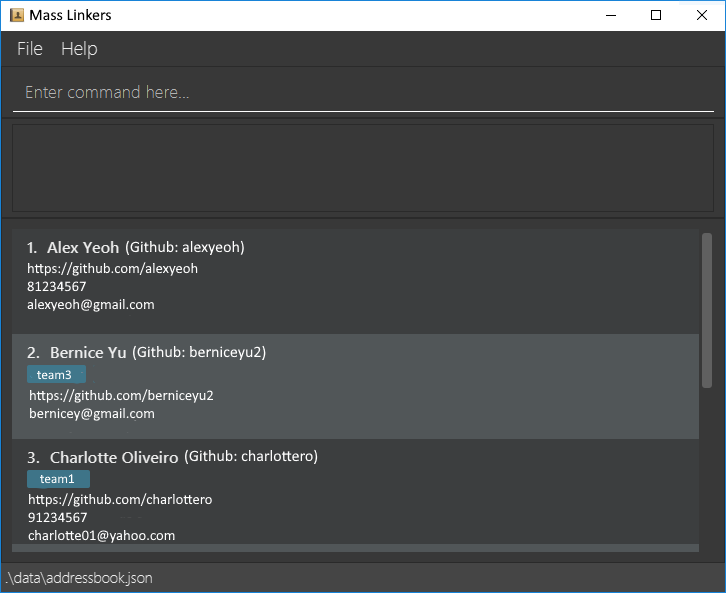 Mass Linkers
File Help
Enter command here...
1. Alex Yeoh (Github: alexyeoh)
https://github.com/alexyeoh
81234567
alexyeoh@gmail.com
2. Bernice Yu (Github: berniceyu2)
team3
https://github.com/berniceyu2
bernicey@gmail.com
3. Charlotte Oliveiro (Github: charlottero)
team1
https://github.com/charlottero
91234567
charlotte01@yahoo.com
.\data\addressbook.json